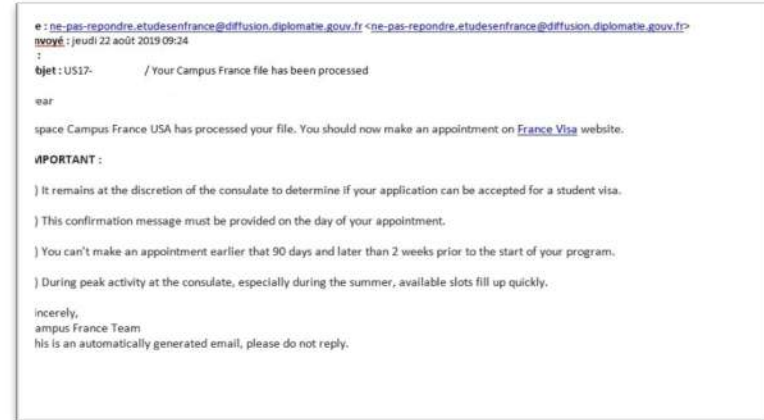 e : ne-pas-repondre.etudesenfrance@diffusion.diplomatie.gouv.fr <ne-pas-repondre.etudesenfrance@diffusion.diplomatie.gouv.fr>
nvoyé : jeudi 22 août 2019 09:24
:
bjet : US17- / Your Campus France file has been processed
ear
space Campus France USA has processed your file. You should now make an appointment on France Visa website.
MPORTANT :
) It remains at the discretion of the consulate to determine if your application can be accepted for a student visa.
) This confirmation message must be provided on the day of your appointment.
) You can't make an appointment earlier that 90 days and later than 2 weeks prior to the start of your program.
) During peak activity at the consulate, especially during the summer, available slots fill up quickly.
incerely,
ampus France Team
his is an automatically generated email, please do not reply.